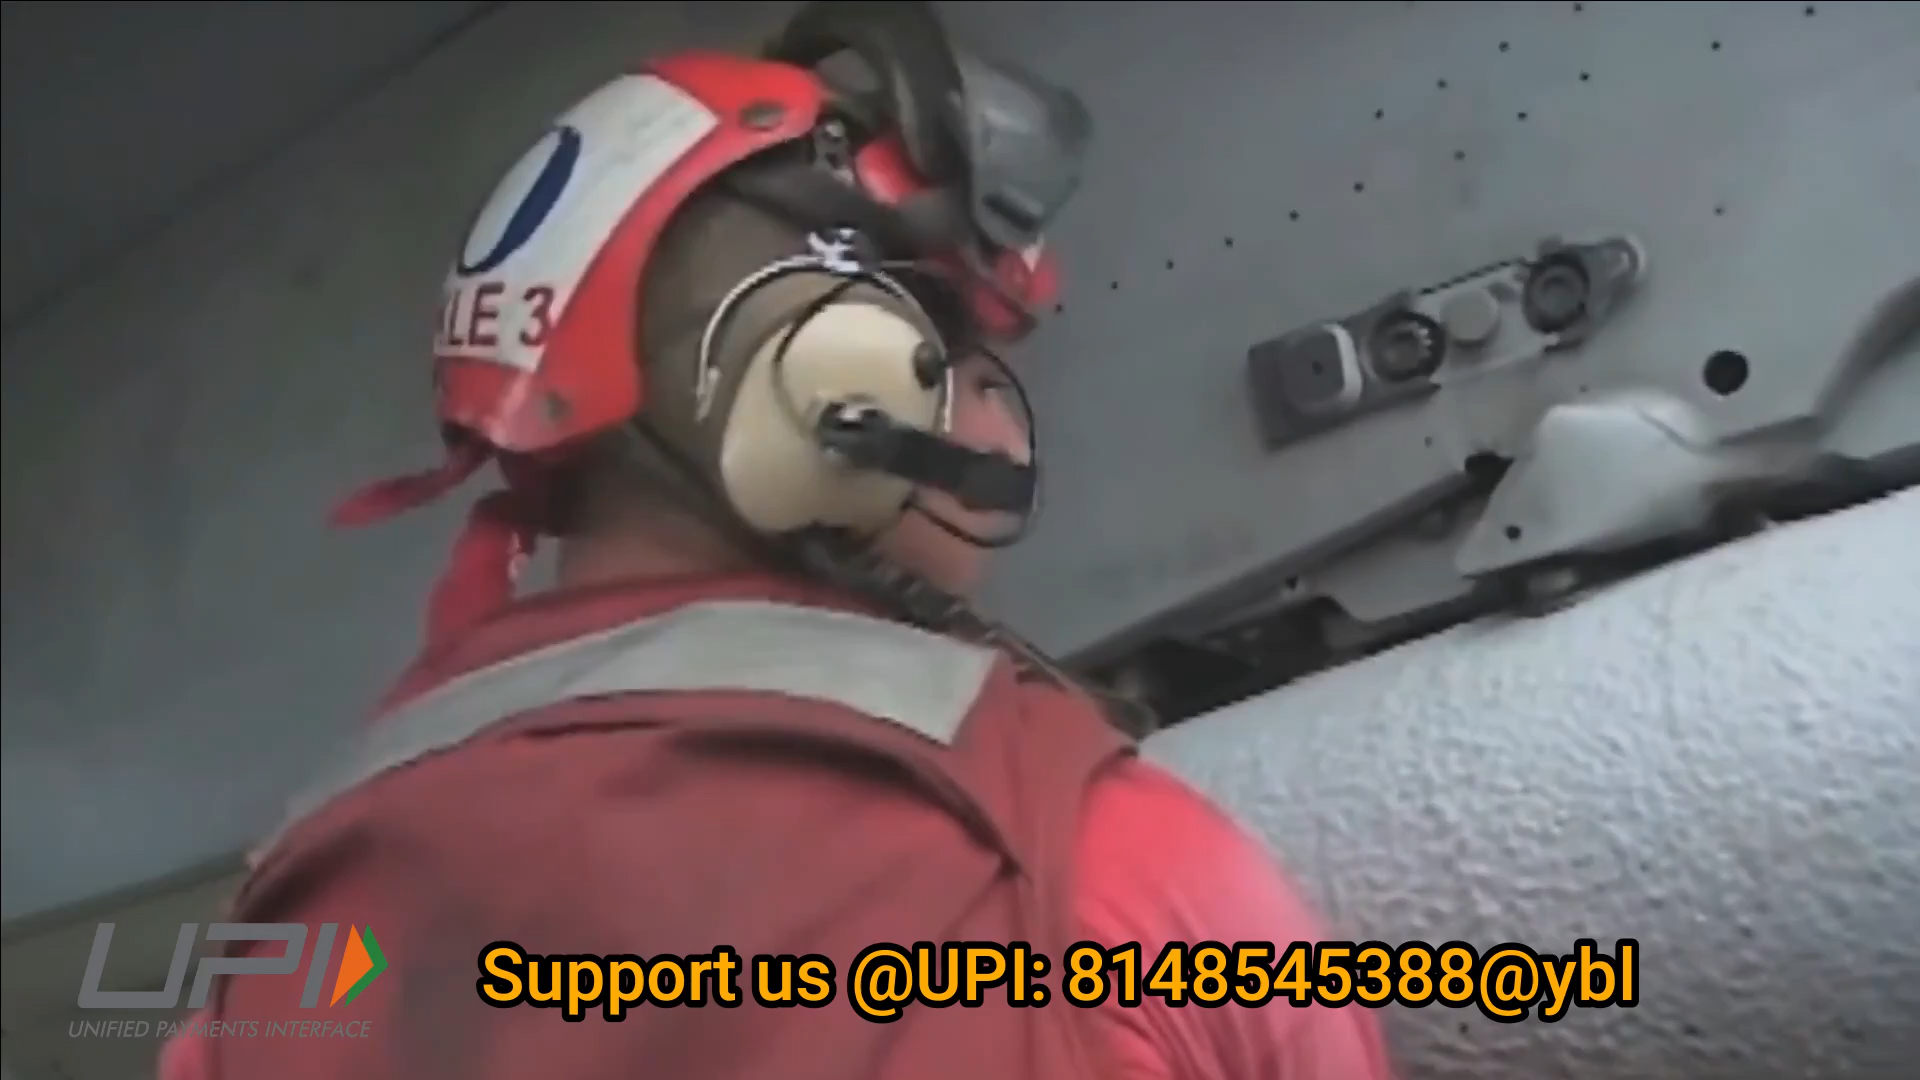 LE 3
UPI
UNIFIED PAYMENTS INTERFACE
Support us @UPI: 8148545388@ybl